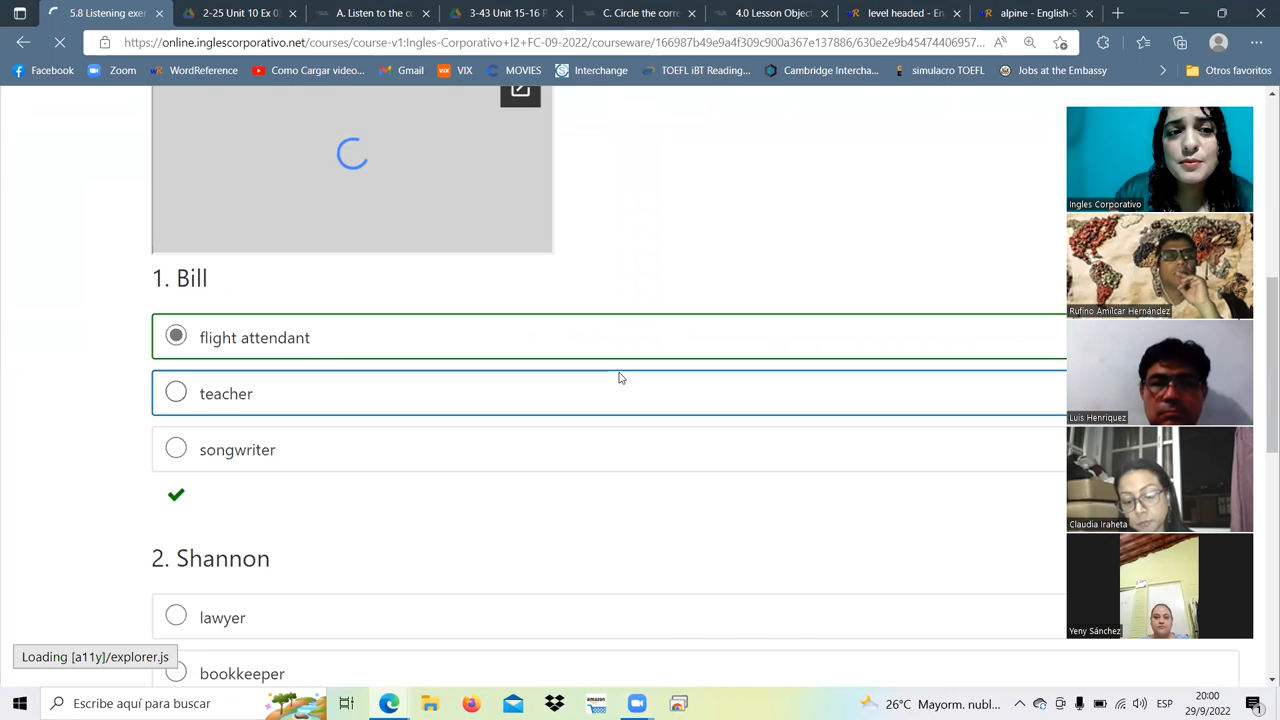 5.8 Listening exer
2-25 Unit 10 Ex 0
A. Listen to the co
3-43 Unit 15-16 P
C. Circle the corre
4.0 Lesson Object
level headed - En
alpine - English-S
https://online.inglescorporativo.net/courses/course-v1:Ingles-Corporativo+I2+FC-09-2022/courseware/166987b49e9a4f309c900a367e137886/630e2e9b45474406957...
Facebook
Zoom
WordReference
Como Cargar video...
Gmail
VIX
MOVIES
Interchange
TOEFL iBT Reading...
Cambridge Intercha...
simulacro TOEFL
Jobs at the Embassy
Otros favoritos
1. Bill
flight attendant
teacher
songwriter
2. Shannon
lawyer
bookkeeper
Loading [a11y]/explorer.js
Ingles Corporativo
Rufino Amilcar Hernández
Luis Henriquez
Claudia Iraheta
Yeny Sánchez
Escribe aquí para buscar
26°C Mayorm. nubl...
ESP
20:00
29/9/2022